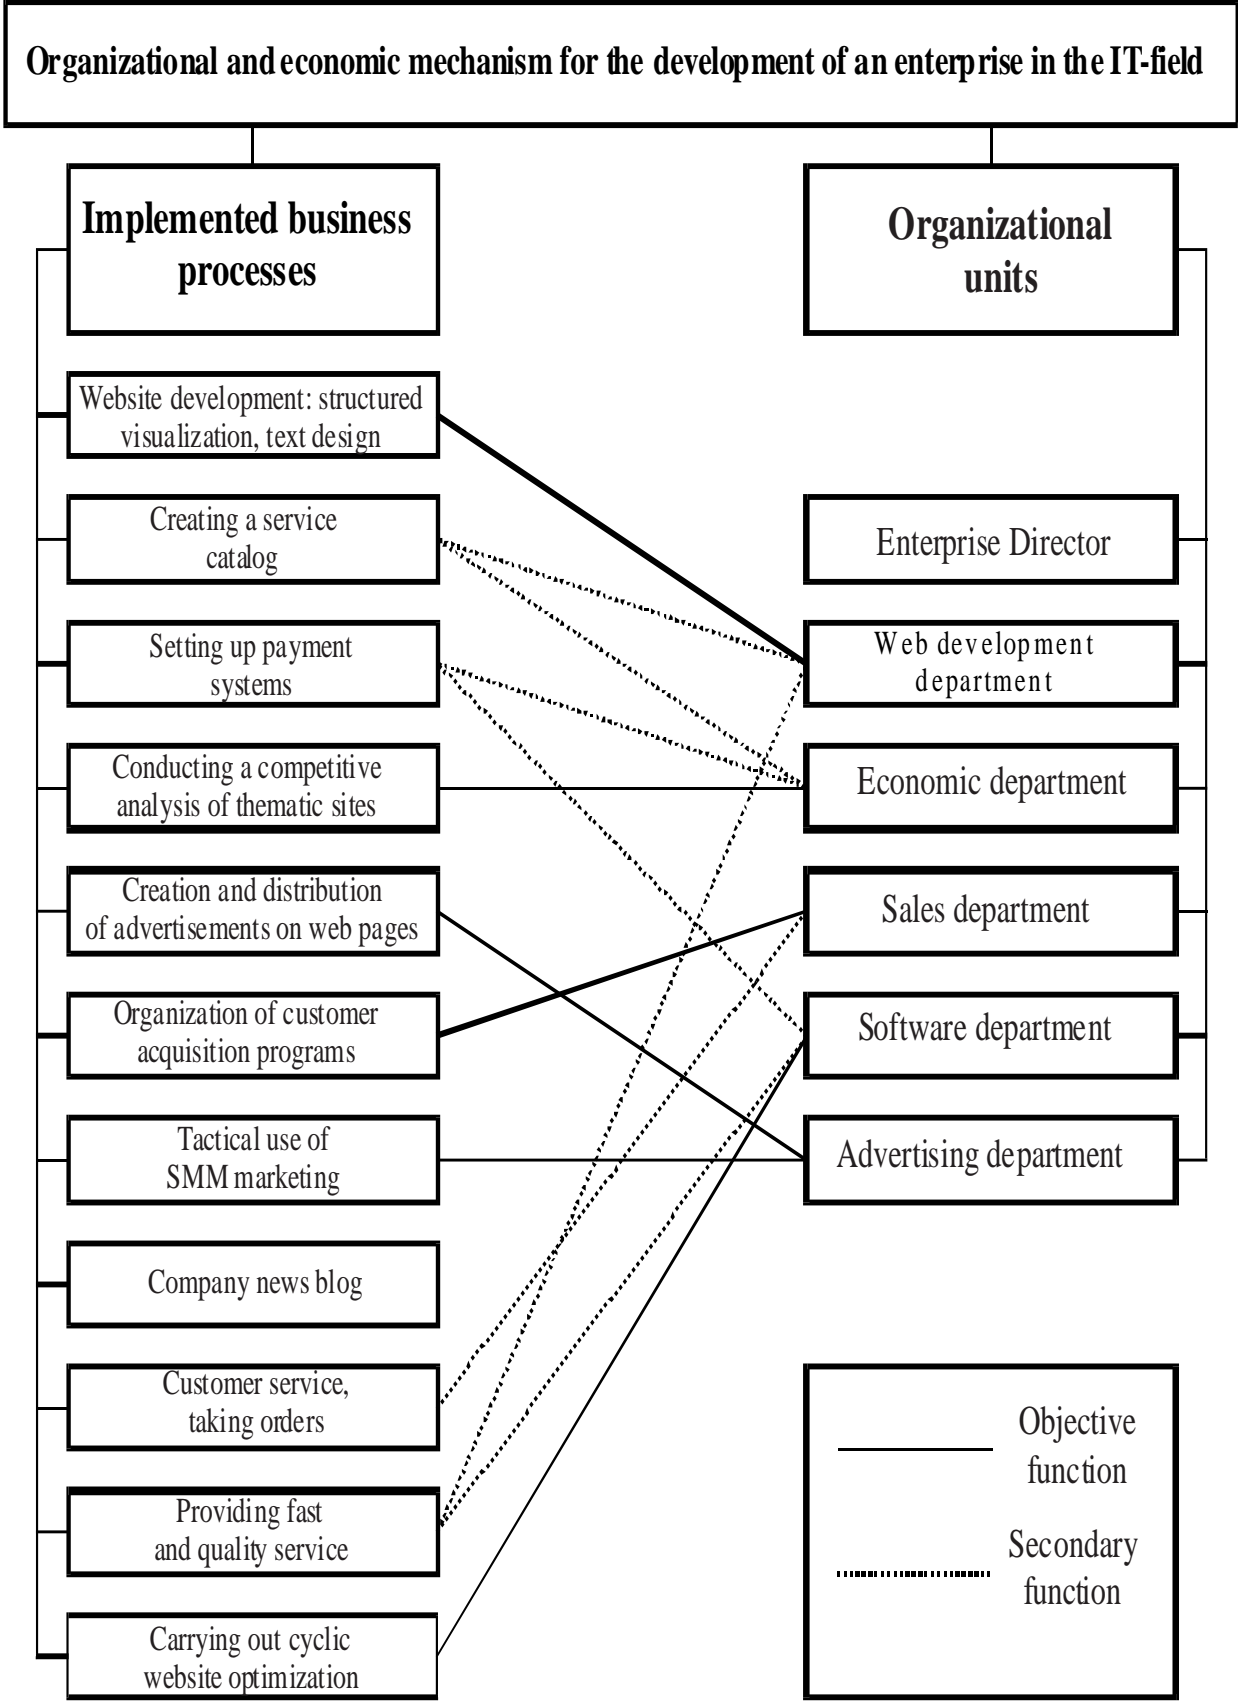 Organizational and economic mechanism for the development of an enterprise in the IT-field
Implemented business
processes
Website development: structured
visualization, text design
Creating a service
catalog
Setting up payment
systems
Conducting a competitive
analysis of thematic sites
Creation and distribution
of advertisements on web pages
Organization of customer
acquisition programs
Tactical use of
SMM marketing
Company news blog
Customer service,
taking orders
Providing fast
and quality service
Carrying out cyclic
website optimization
Organizational
units
Enterprise Director
Web development
department
Economic department
Sales department
Software department
Advertising department
Objective
function
Secondary
function